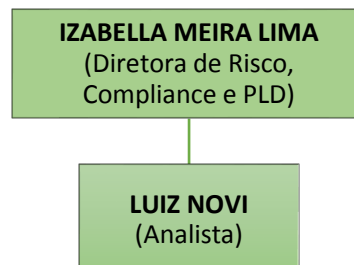 IZABELLA MEIRA LIMA
(Diretora de Risco,
Compliance e PLD)
LUIZ NOVI
(Analista)